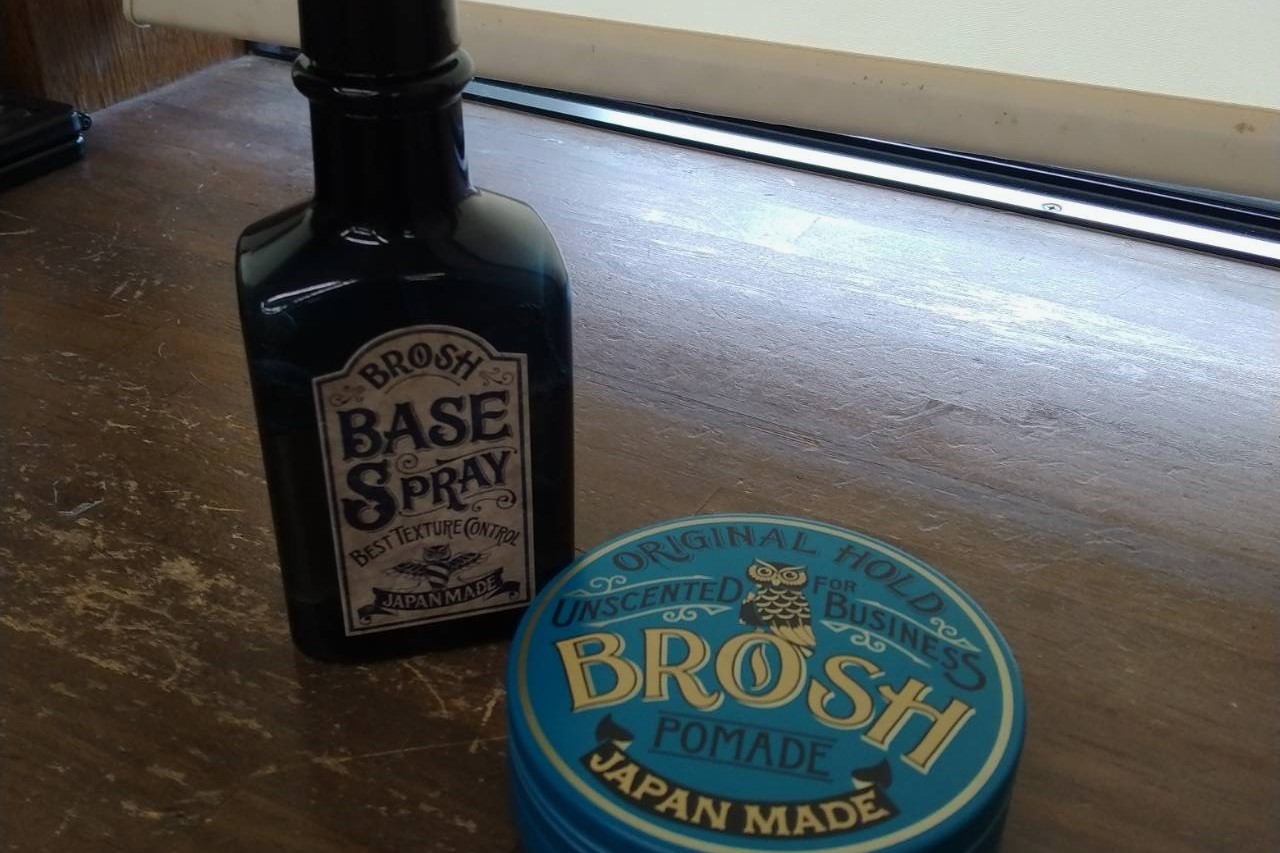 BROSH
BASE
SPRAY
BEST TEXTURE CONTROL
JAPAN MADE
ORIGINAL HOLD
UNSCENTED FOR BUSINESS
BROSH
POMADE
JAPAN MADE